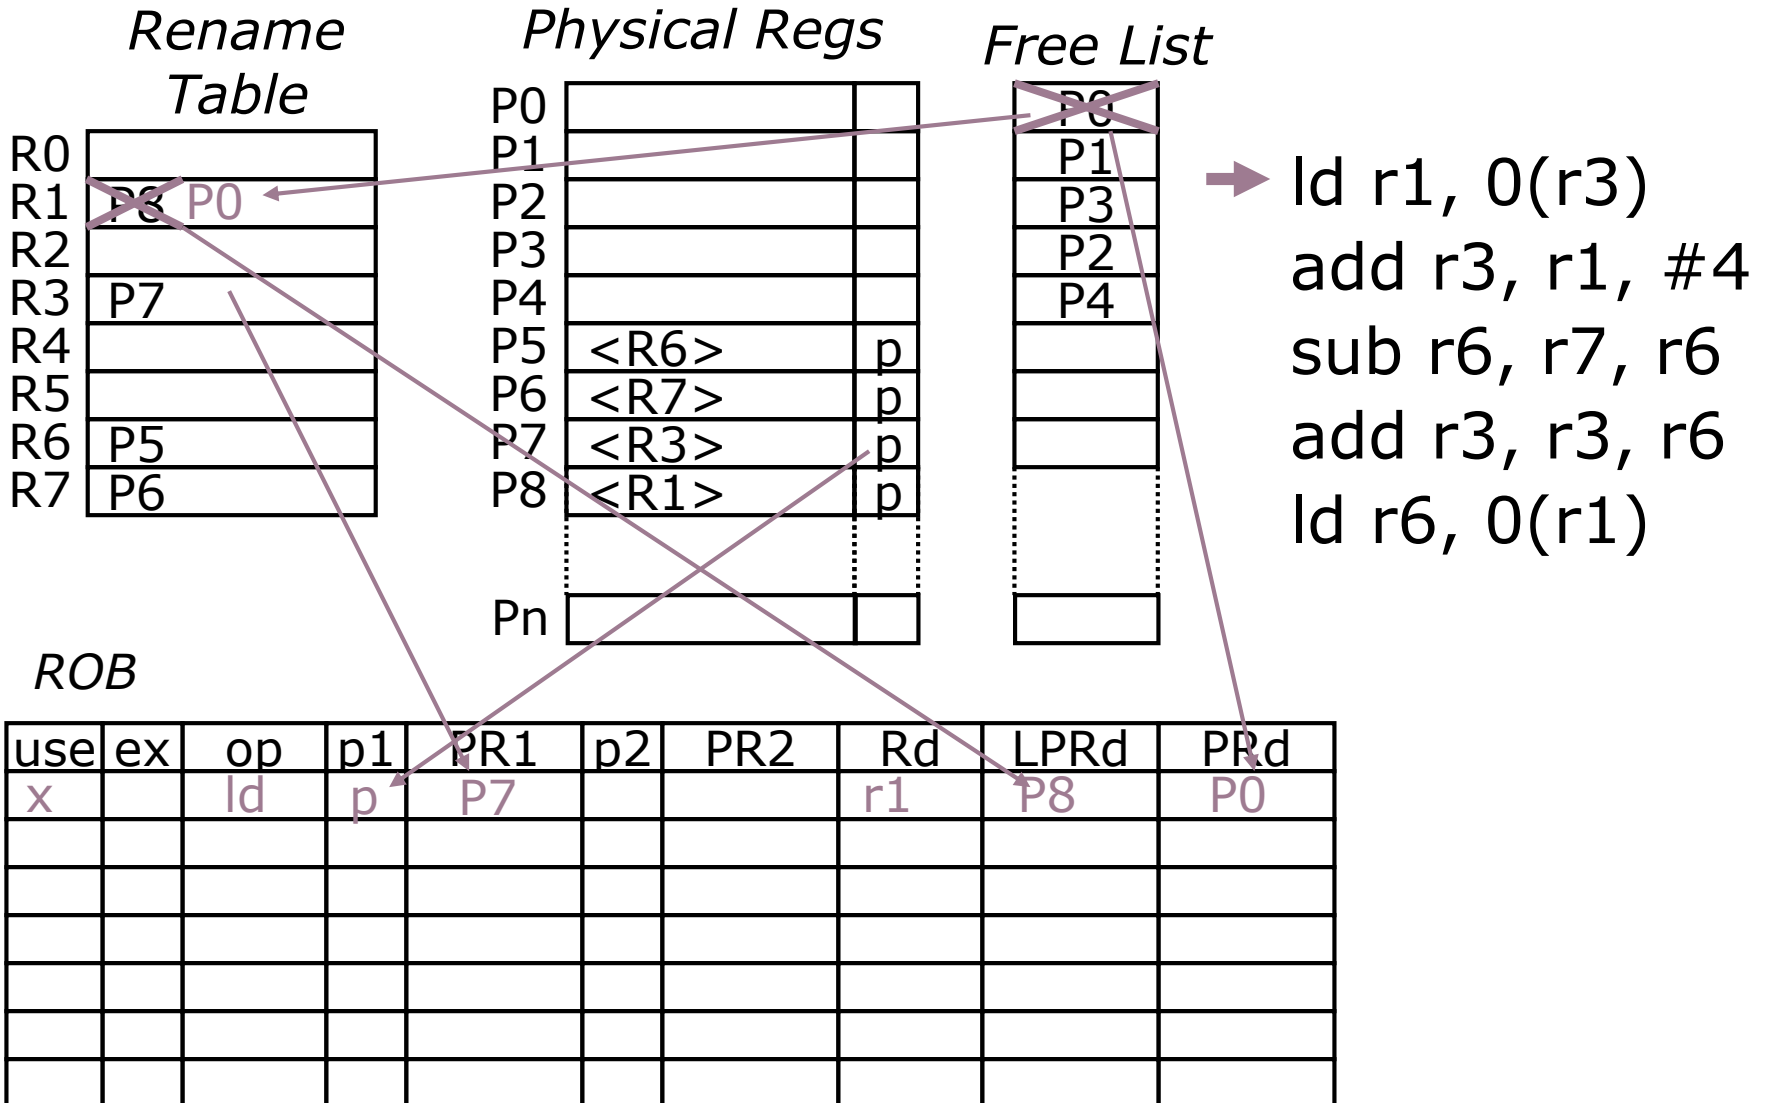 Rename Table
Physical Regs
Free List
R0
R1 P8 P0
R2
R3 P7
R4
R5
R6 P5
R7 P6
P0
P1
P2
P3
P4
P5 <R6> p
P6 <R7> p
P7 <R3> p
P8 <R1> p
Pn
P0
P1
P3
P2
P4
ld r1, 0(r3)
add r3, r1, #4
sub r6, r7, r6
add r3, r3, r6
ld r6, 0(r1)
ROB
use ex op p1 PR1 p2 PR2 Rd LPRd PRd
x ld p P7 r1 P8 P0